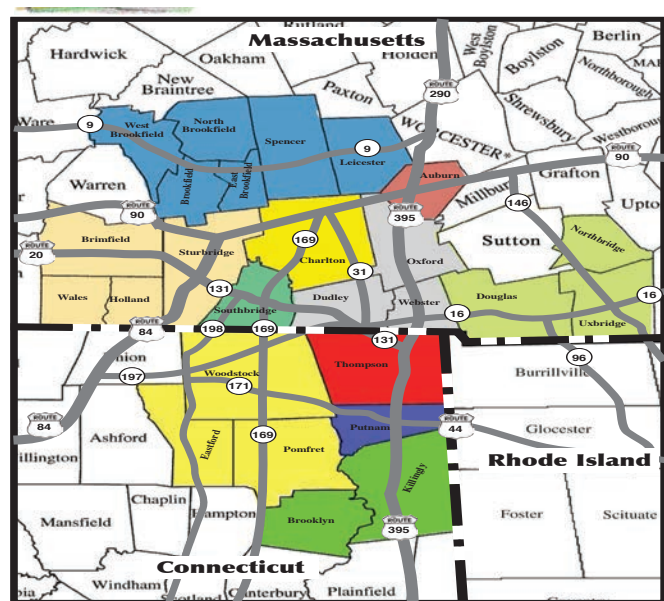 Rutland
Massachusetts
Berlin
Hardwick
Oakham
Holden
West
Boylston
Boylston
ROUTE
290
Northborough
New
Braintree
Paxton
Shrewsbury
Ware
9
West
Brookfield
North
Brookfield
Spencer
9
Leicester
WORCESTER*
Westboro
ROUTE
90
Warren
Brookfield
East
Brookfield
Auburn
Millbury
Grafton
Upto
ROUTE
90
ROUTE
395
146
ROUTE
20
Brimfield
Sturbridge
169
Charlton
31
Oxford
Sutton
Northbridge
Wales
Holland
131
Southbridge
Dudley
Webster
16
Douglas
16
Uxbridge
ROUTE
84
198
169
131
Union
197
Woodstock
171
Thompson
96
Burrillville
ROUTE
84
Ashford
Eastford
169
Pomfret
Putnam
ROUTE
44
Glocester
illington
Killingly
Rhode Island
Chaplin
Hampton
Brooklyn
Foster
Scituate
Mansfield
ROUTE
395
Connecticut
Windham
Scotland
Canterbury
Plainfield